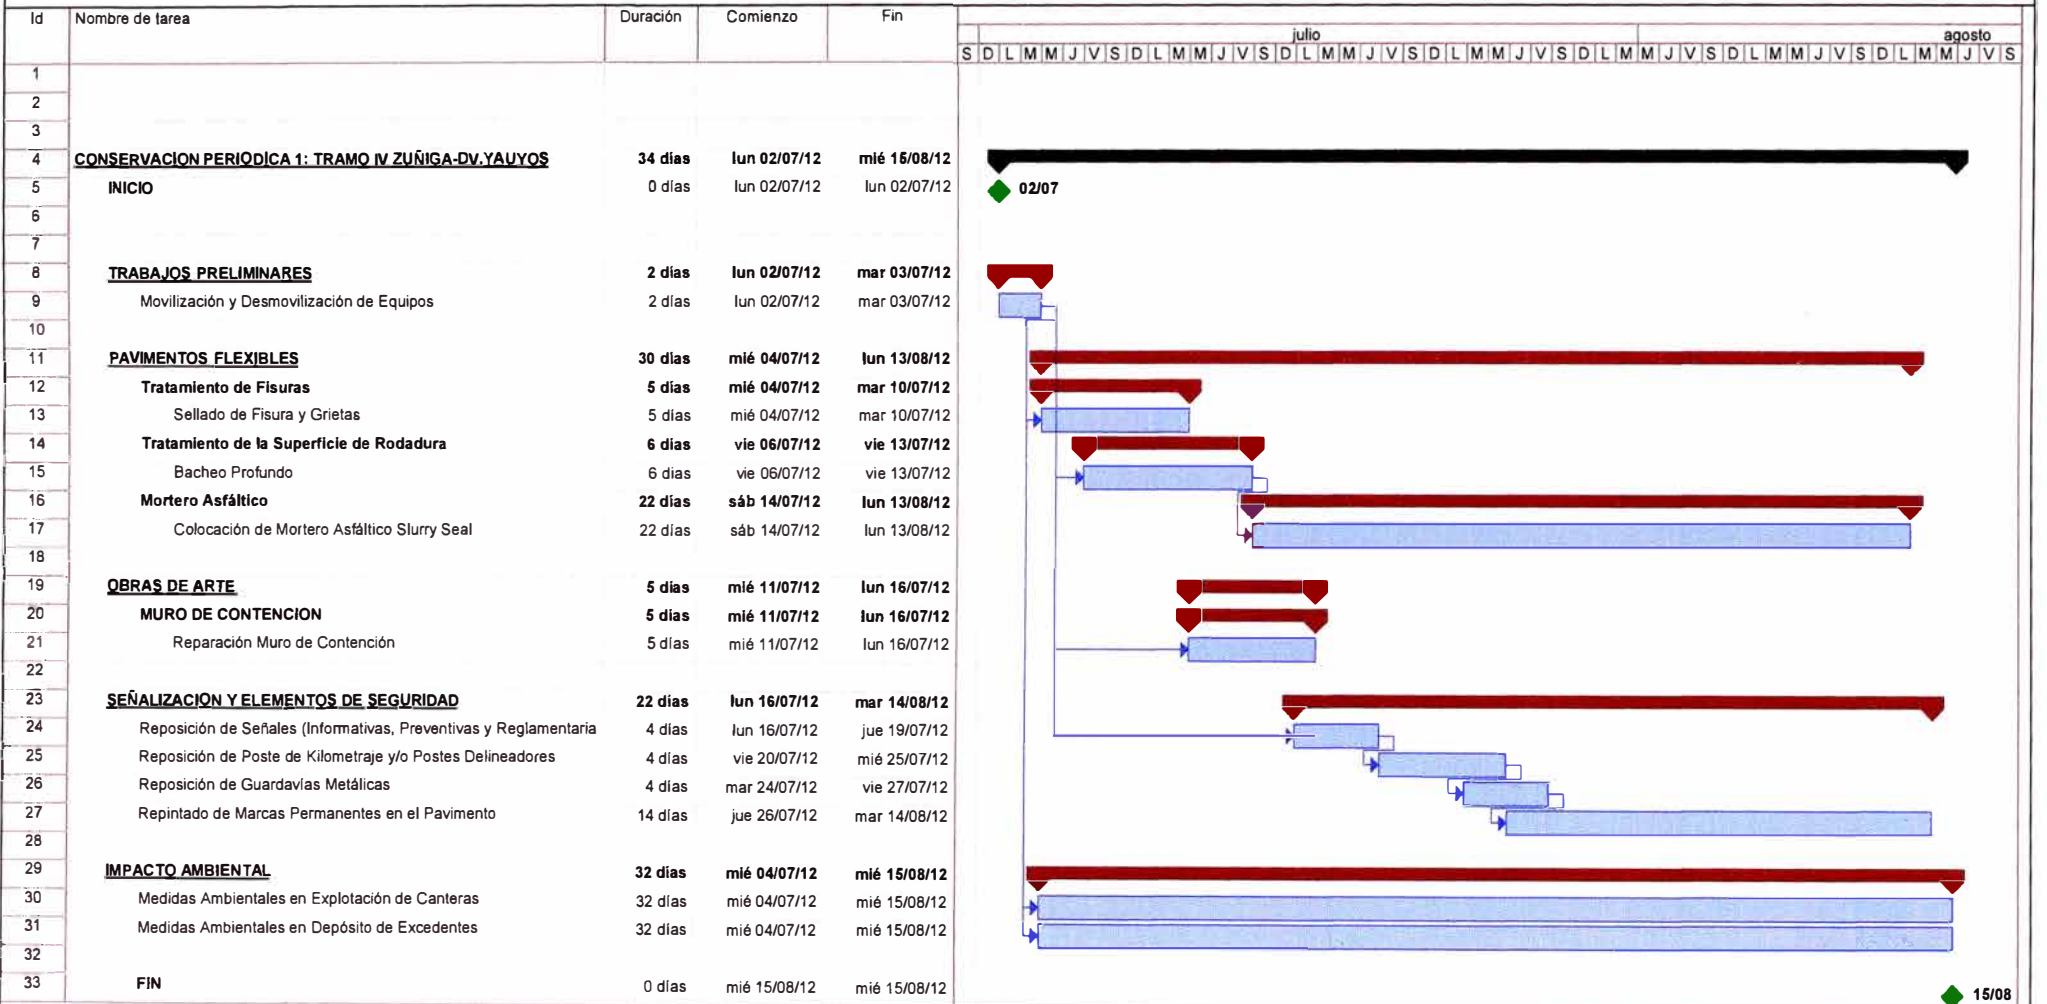 Id Nombre de tarea Duración Comienzo Fin
julio agosto
S D L M M J V S D L M M J V S D L M M J V S D L M M J V S D L M M J V S D L M M J V S D L M M J V S
1
2
3
4 CONSERVACION PERIODICA 1: TRAMO IV ZUÑIGA-DV.YAUYOS 34 días lun 02/07/12 mié 15/08/12
5 INICIO 0 días lun 02/07/12 lun 02/07/12 02/07
6
7
8 TRABAJOS PRELIMINARES 2 días lun 02/07/12 mar 03/07/12
9 Movilización y Desmovilización de Equipos 2 días lun 02/07/12 mar 03/07/12
10
11 PAVIMENTOS FLEXIBLES 30 días mié 04/07/12 lun 13/08/12
12 Tratamiento de Fisuras 5 días mié 04/07/12 mar 10/07/12
13 Sellado de Fisura y Grietas 5 días mié 04/07/12 mar 10/07/12
14 Tratamiento de la Superficie de Rodadura 6 días vie 06/07/12 vie 13/07/12
15 Bacheo Profundo 6 días vie 06/07/12 vie 13/07/12
16 Mortero Asfáltico 22 días sáb 14/07/12 lun 13/08/12
17 Colocación de Mortero Asfáltico Slurry Seal 22 días sáb 14/07/12 lun 13/08/12
18
19 OBRAS DE ARTE 5 días mié 11/07/12 lun 16/07/12
20 MURO DE CONTENCION 5 días mié 11/07/12 lun 16/07/12
21 Reparación Muro de Contención 5 días mié 11/07/12 lun 16/07/12
22
23 SEÑALIZACION Y ELEMENTOS DE SEGURIDAD 22 días lun 16/07/12 mar 14/08/12
24 Reposición de Señales (Informativas, Preventivas y Reglamentaria 4 días lun 16/07/12 jue 19/07/12
25 Reposición de Poste de Kilometraje y/o Postes Delineadores 4 días vie 20/07/12 mié 25/07/12
26 Reposición de Guardavías Metálicas 4 días mar 24/07/12 vie 27/07/12
27 Repintado de Marcas Permanentes en el Pavimento 14 días jue 26/07/12 mar 14/08/12
28
29 IMPACTO AMBIENTAL 32 días mié 04/07/12 mié 15/08/12
30 Medidas Ambientales en Explotación de Canteras 32 días mié 04/07/12 mié 15/08/12
31 Medidas Ambientales en Depósito de Excedentes 32 días mié 04/07/12 mié 15/08/12
32
33 FIN 0 días mié 15/08/12 mié 15/08/12 15/08